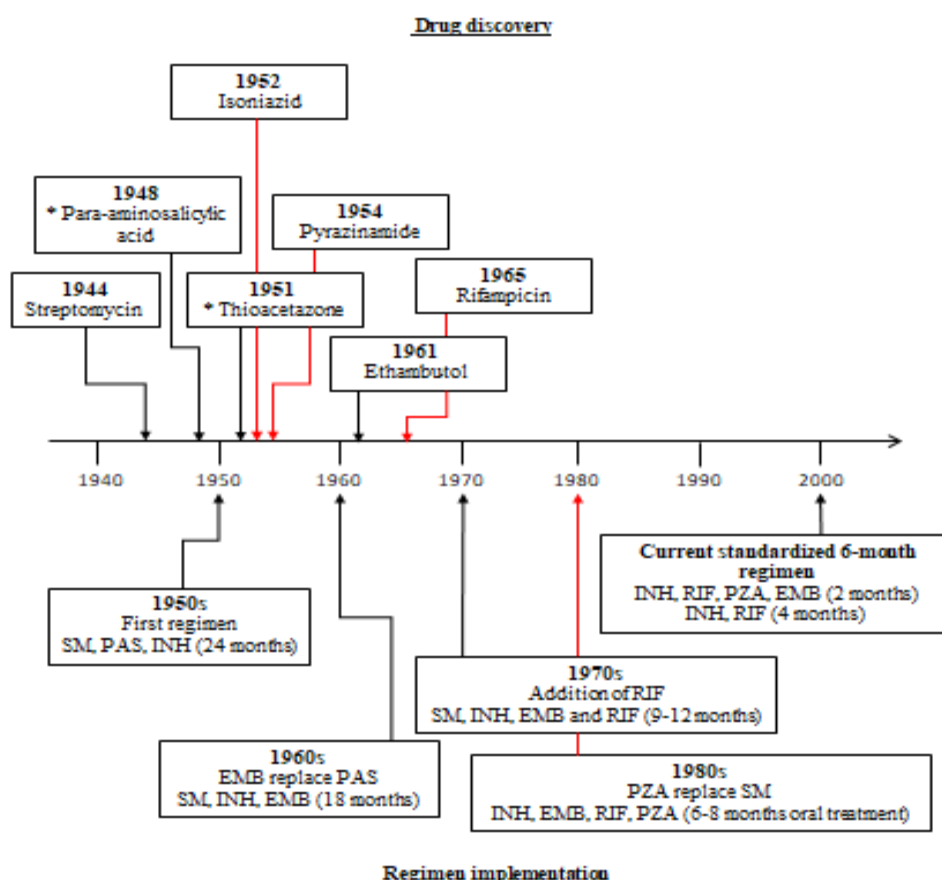 Drug discovery
1952
Isoniazid
1948
* Para-aminosalicylic
acid
1954
Pyrazinamide
1944
Streptomycin
1951
* Thioacetazone
1965
Rifampicin
1961
Ethambutol
1940
1950
1960
1970
1980
1990
2000
Current standardized 6-month
regimen
INH, RIF, PZA, EMB (2 months)
INH, RIF (4 months)
1950s
First regimen
SM, PAS, INH (24 months)
1970s
Addition of RIF
SM, INH, EMB and RIF (9-12 months)
1960s
EMB replace PAS
SM, INH, EMB (18 months)
1980s
PZA replace SM
INH, EMB, RIF, PZA (6-8 months oral treatment)
Regimen implementation